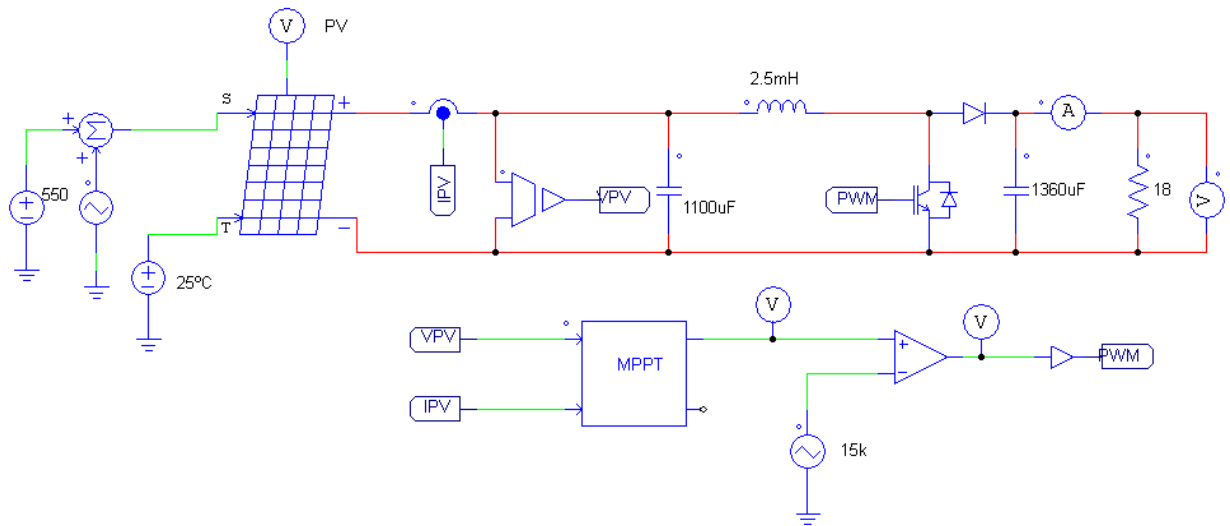 V PV
2.5mH
S
+
+
+
−
T
550
25ºC
IPV
VPV
1100uF
PWM
1360uF
A
18
V
V
V
VPV
MPPT
IPV
+
−
PWM
15k